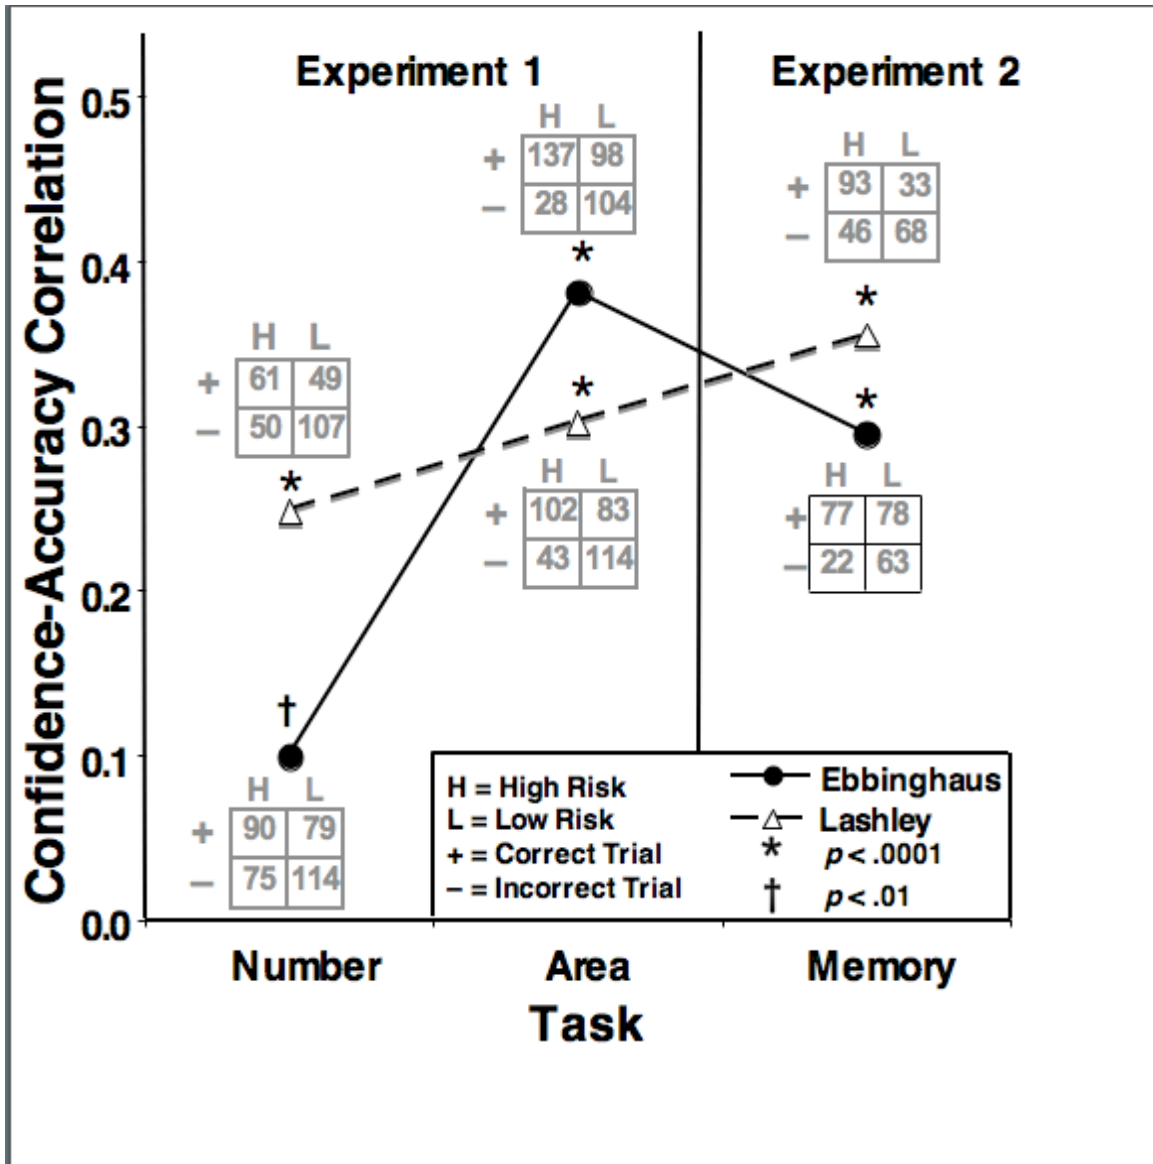 Confidence-Accuracy Correlation
Experiment 1
Experiment 2
0.5
0.4
0.3
0.2
0.1
0.0
H L
+ 61 49
– 50 107
H L
+ 137 98
– 28 104
H L
+ 93 33
– 46 68
H L
+ 90 79
– 75 114
H L
+ 102 83
– 43 114
H L
+ 77 78
– 22 63
*
*
*
*
*
†
H = High Risk
L = Low Risk
+ = Correct Trial
– = Incorrect Trial
Ebbinghaus
Lashley
* p < .0001
† p < .01
Number Area Memory
Task